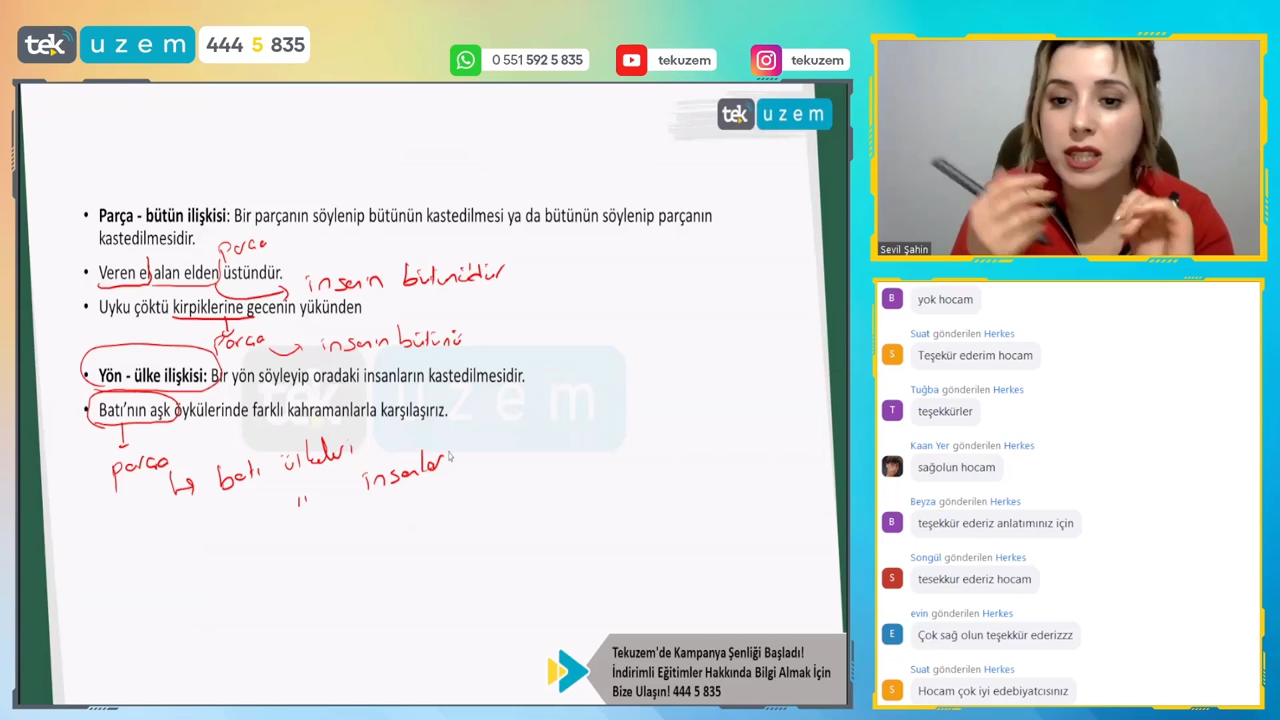 tek uzem 444 5 835
0 551 592 5 835 tekuzem tekuzem
tek uzem
• Parça - bütün ilişkisi: Bir parçanın söylenip bütünün kastedilmesi ya da bütünün söylenip parçanın
kastedilmesidir.
parça
• Veren el alan elden üstündür.
insanın bütünüdür
• Uyku çöktü kirpiklerine gecenin yükünden
parça insanın bütünü
• Yön - ülke ilişkisi: Bir yön söyleyip oradaki insanların kastedilmesidir.
• Batı’nın aşk öykülerinde farklı kahramanlarla karşılaşırız.
parça batı ülkeleri
" insanlar
tek uzem
Tekuzem'de Kampanya Şenliği Başladı!
İndirimli Eğitimler Hakkında Bilgi Almak İçin
Bize Ulaşın! 444 5 835
Sevil Şahin
B yok hocam
Suat gönderilen Herkes
S Teşekür ederim hocam
Tuğba gönderilen Herkes
T teşekkürler
Kaan Yer gönderilen Herkes
sağolun hocam
Beyza gönderilen Herkes
B teşekkür ederiz anlatımınız için
Songül gönderilen Herkes
S tesekkur ederiz hocam
evin gönderilen Herkes
E Çok sağ olun teşekkür ederizzz
Suat gönderilen Herkes
S Hocam çok iyi edebiyatcısınız